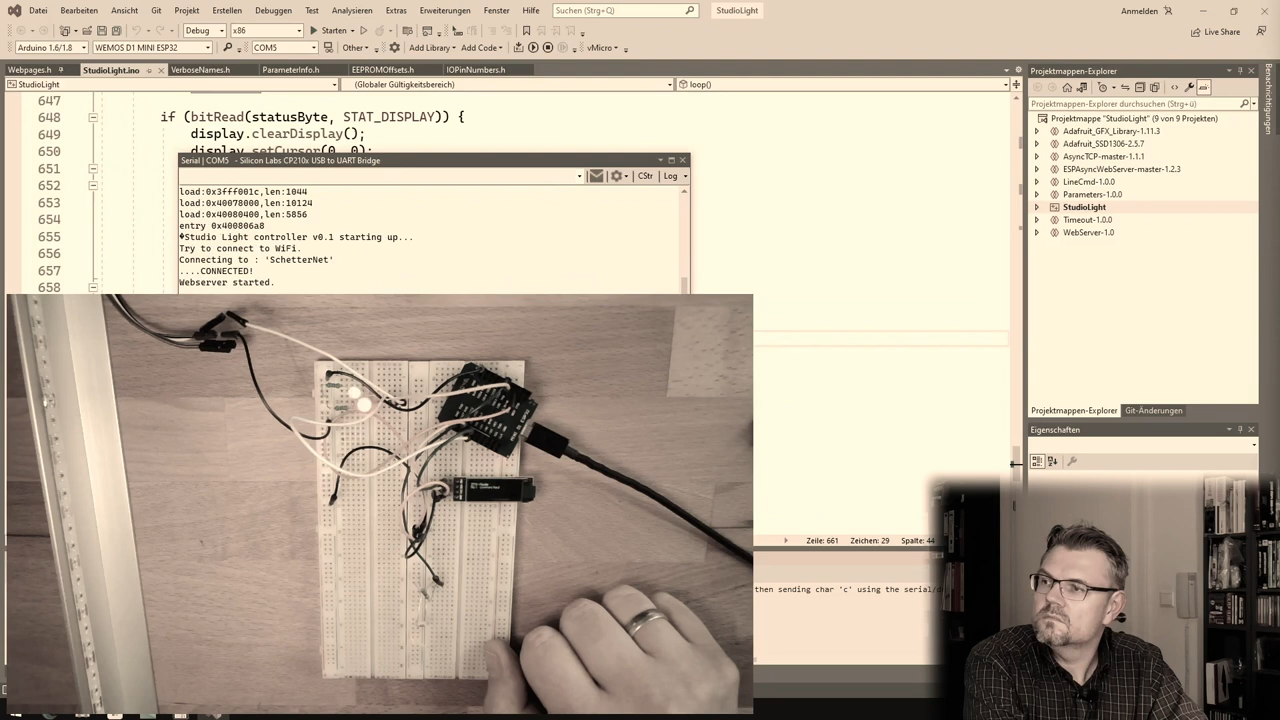 Datei Bearbeiten Ansicht Git Projekt Erstellen Debuggen Test Analysieren Extras Erweiterungen Fenster Hilfe Suchen (Strg+Q) StudioLight Anmelden
Debug x86 Starten Live Share
Arduino 1.6/1.8 WEMOS D1 MINI ESP32 COM5 Other Add Library Add Code vMicro
Webpages.h StudioLight.ino VerboseNames.h ParameterInfo.h EEPROMOffsets.h IOPinNumbers.h
StudioLight (Globaler Gültigkeitsbereich) loop()
647
648 if (bitRead(statusByte, STAT_DISPLAY)) {
649 display.clearDisplay();
650 display.setCursor(0, 0);
651
652
653
654
655
656
657
658
Serial | COM5 - Silicon Labs CP210x USB to UART Bridge
CStr Log
load:0x3fff001c,len:1044
load:0x40078000,len:10124
load:0x40080400,len:5856
entry 0x400806a8
�Studio Light controller v0.1 starting up...
Try to connect to WiFi.
Connecting to : 'SchetterNet'
....CONNECTED!
Webserver started.
Zeile: 661 Zeichen: 29 Spalte: 44
then sending char 'c' using the serial/
Projektmappen-Explorer
Projektmappen-Explorer durchsuchen (Strg+ü)
Projektmappe "StudioLight" (9 von 9 Projekten)
Adafruit_GFX_Library-1.11.3
Adafruit_SSD1306-2.5.7
AsyncTCP-master-1.1.1
ESPAsyncWebServer-master-1.2.3
LineCmd-1.0.0
Parameters-1.0.0
StudioLight
Timeout-1.0.0
WebServer-1.0
Projektmappen-Explorer Git-Änderungen
Eigenschaften
Benachrichtigungen